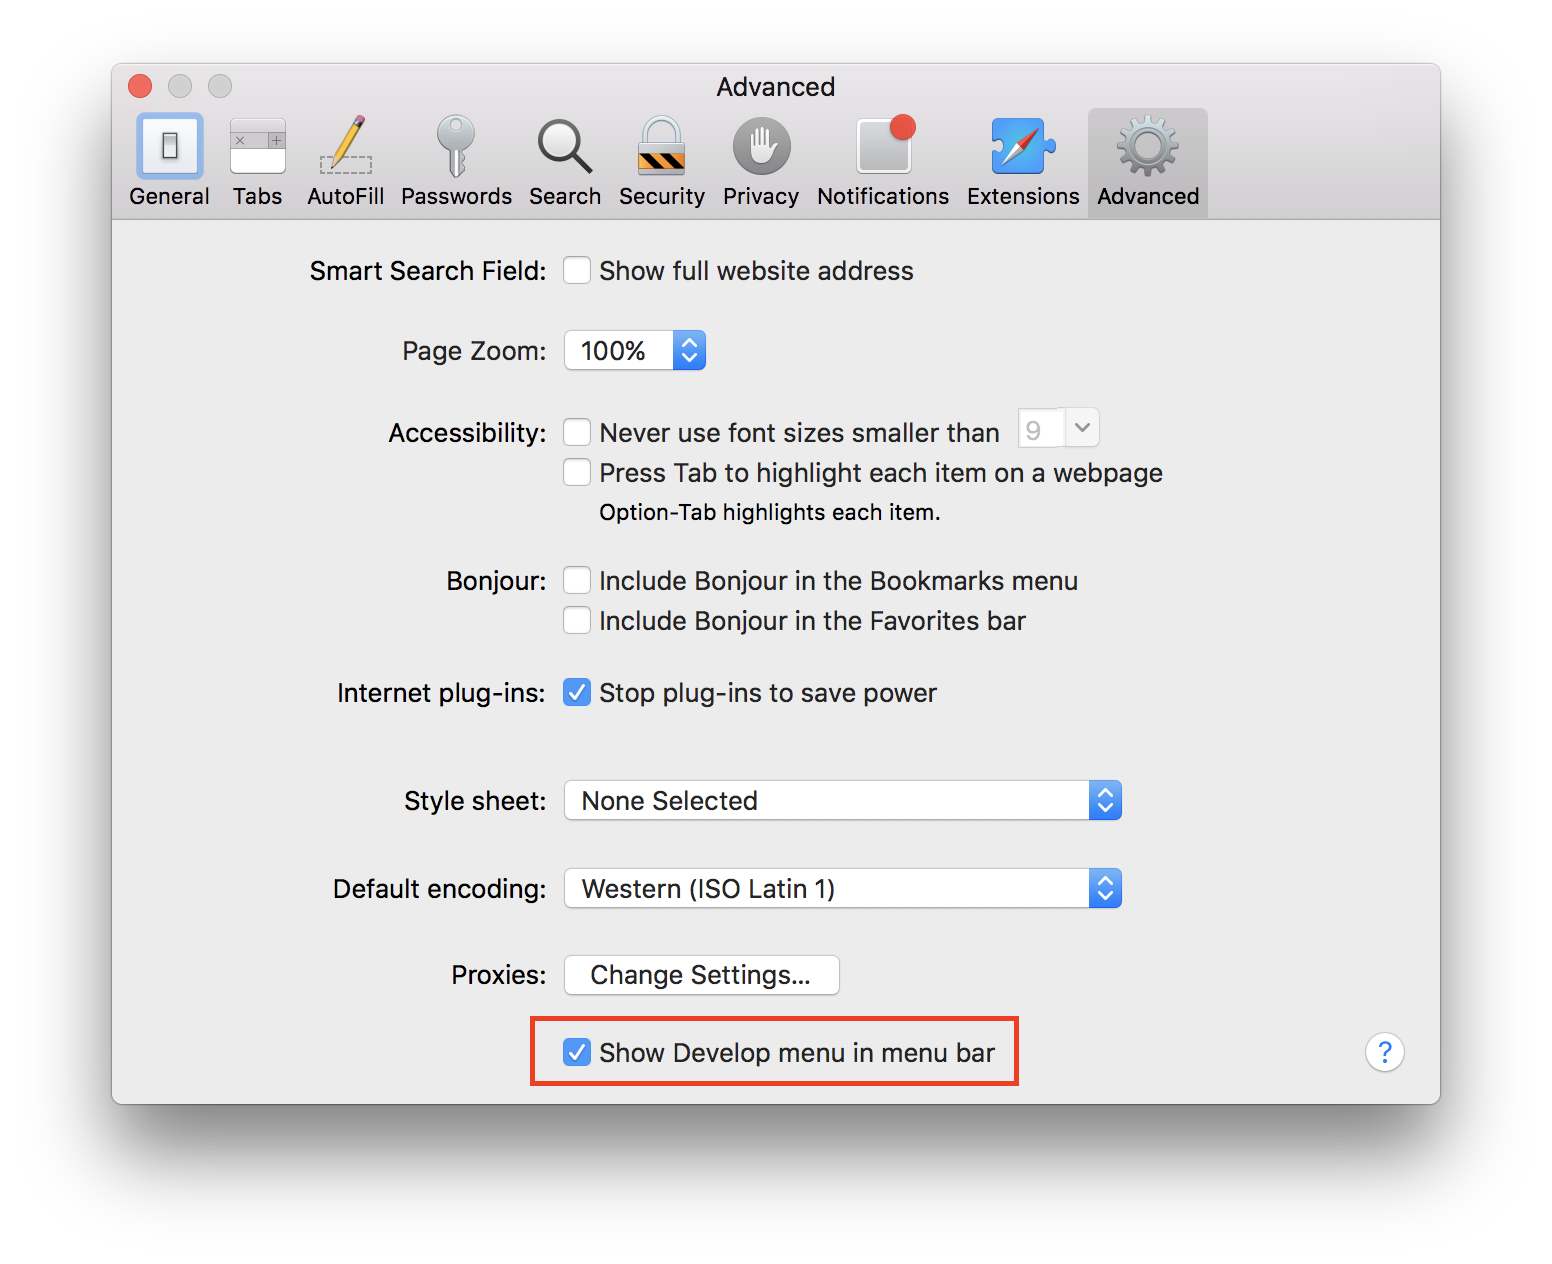 Advanced
General Tabs AutoFill Passwords Search Security Privacy Notifications Extensions Advanced
Smart Search Field: Show full website address
Page Zoom: 100%
Accessibility: Never use font sizes smaller than 9
Press Tab to highlight each item on a webpage
Option-Tab highlights each item.
Bonjour: Include Bonjour in the Bookmarks menu
Include Bonjour in the Favorites bar
Internet plug-ins: Stop plug-ins to save power
Style sheet: None Selected
Default encoding: Western (ISO Latin 1)
Proxies: Change Settings...
Show Develop menu in menu bar
?